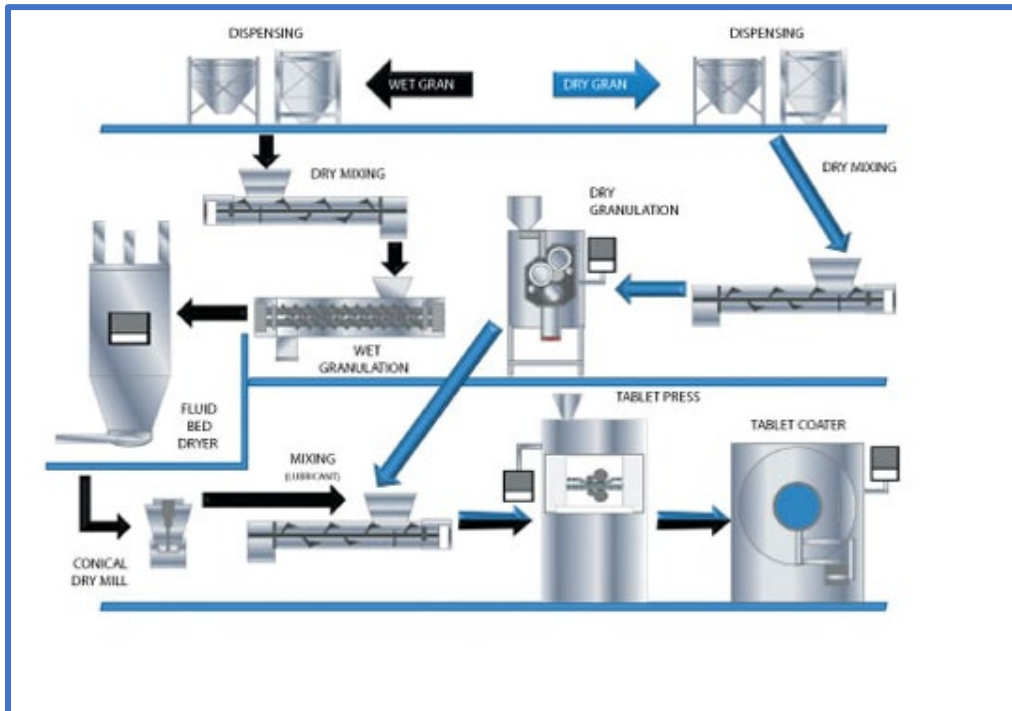 DISPENSING
DISPENSING
WET GRAN
DRY GRAN
DRY MIXING
DRY MIXING
DRY
GRANULATION
WET
GRANULATION
FLUID
BED
DRYER
TABLET PRESS
TABLET COATER
MIXING
(LUBRICANT)
CONICAL
DRY MILL